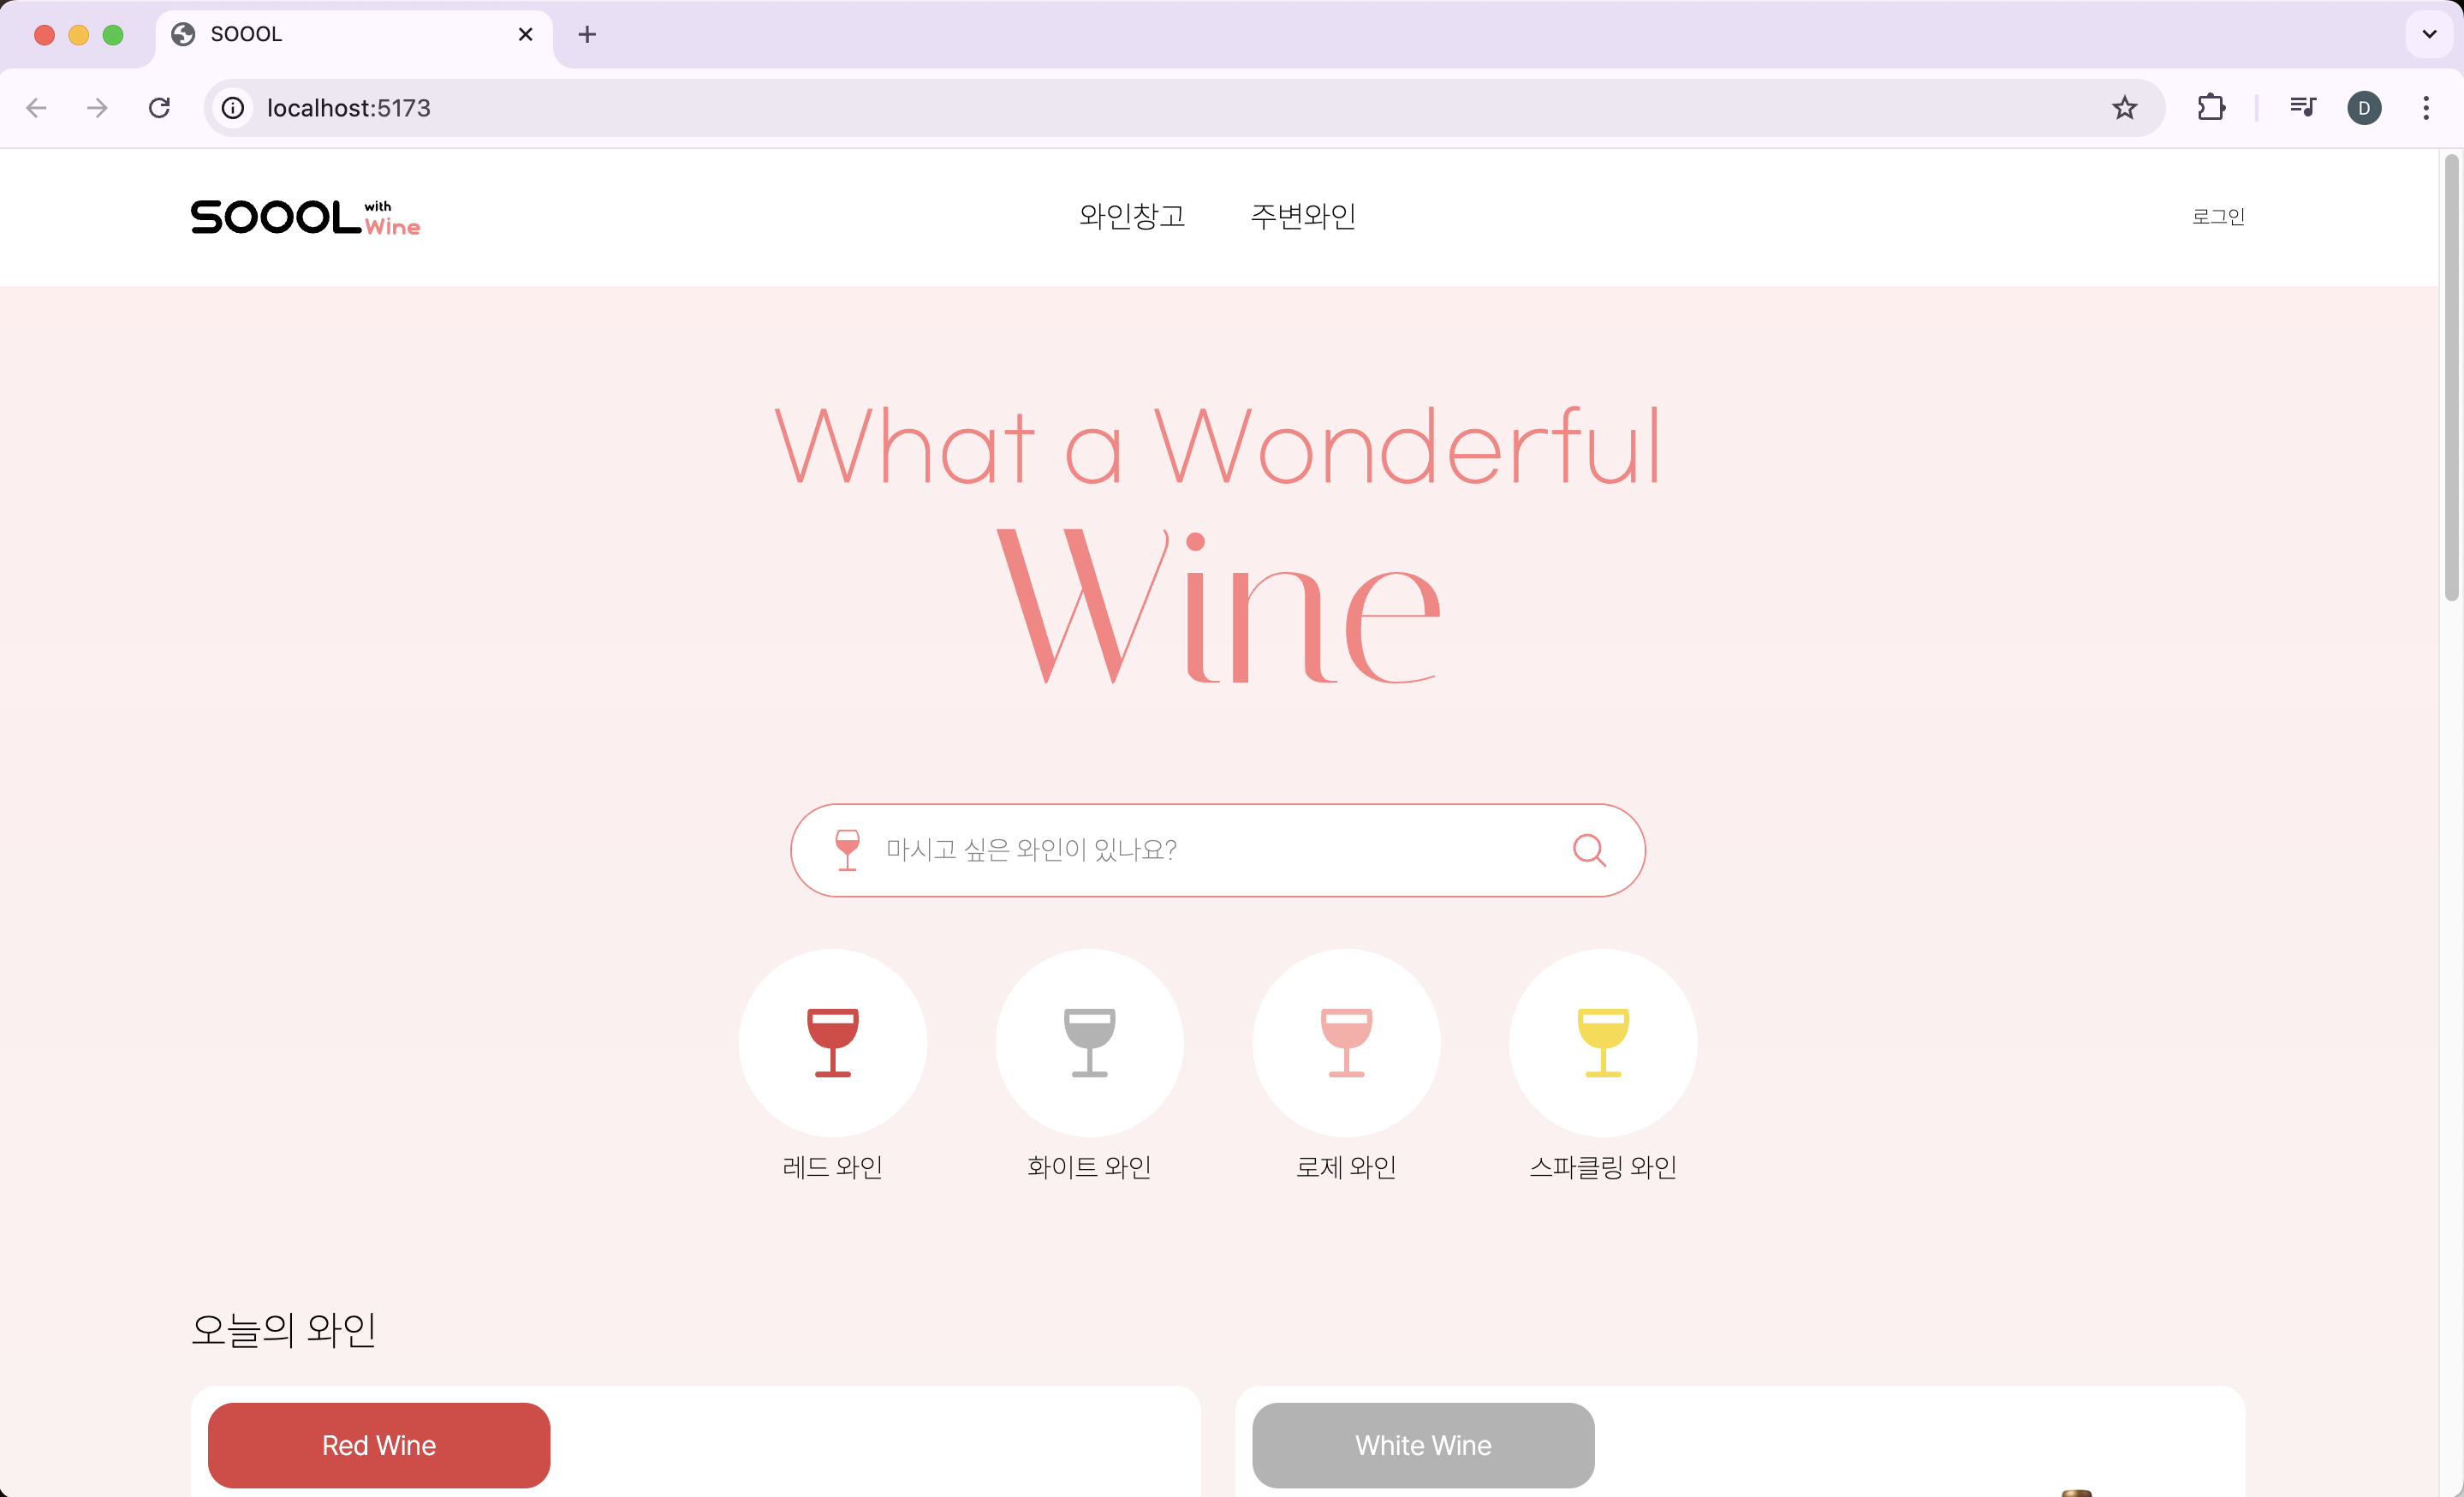 SOOOL
localhost:5173
SOOOL with Wine
와인창고 주변와인
로그인
What a Wonderful
Wine
마시고 싶은 와인이 있나요?
레드 와인 화이트 와인 로제 와인 스파클링 와인
오늘의 와인
Red Wine White Wine
D